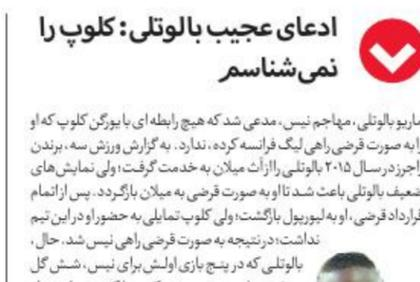 ادعای عجیب بالوتلی: کلوپ را
نمی‌شناسم
ماریو بالوتلی، مهاجم نیس، مدعی شد که هیچ رابطه ای با یورگن کلوپ که او
را به صورت قرضی راهی لیگ فرانسه کرده، ندارد. به گزارش ورزش سه، برندن
راجرز در سال ۲۰۱۵ بالوتلی را از آث میلان به خدمت گرفت؛ ولی نمایش‌های
ضعیف بالوتلی باعث شد تا او به صورت قرضی به میلان بازگردد. پس از اتمام
قرارداد قرضی، او به لیورپول بازگشت؛ ولی کلوپ تمایلی به حضور او در این تیم
نداشت؛ در نتیجه به صورت قرضی راهی نیس شد. حال،
بالوتلی که در پنج بازی اولش برای نیس، شش گل